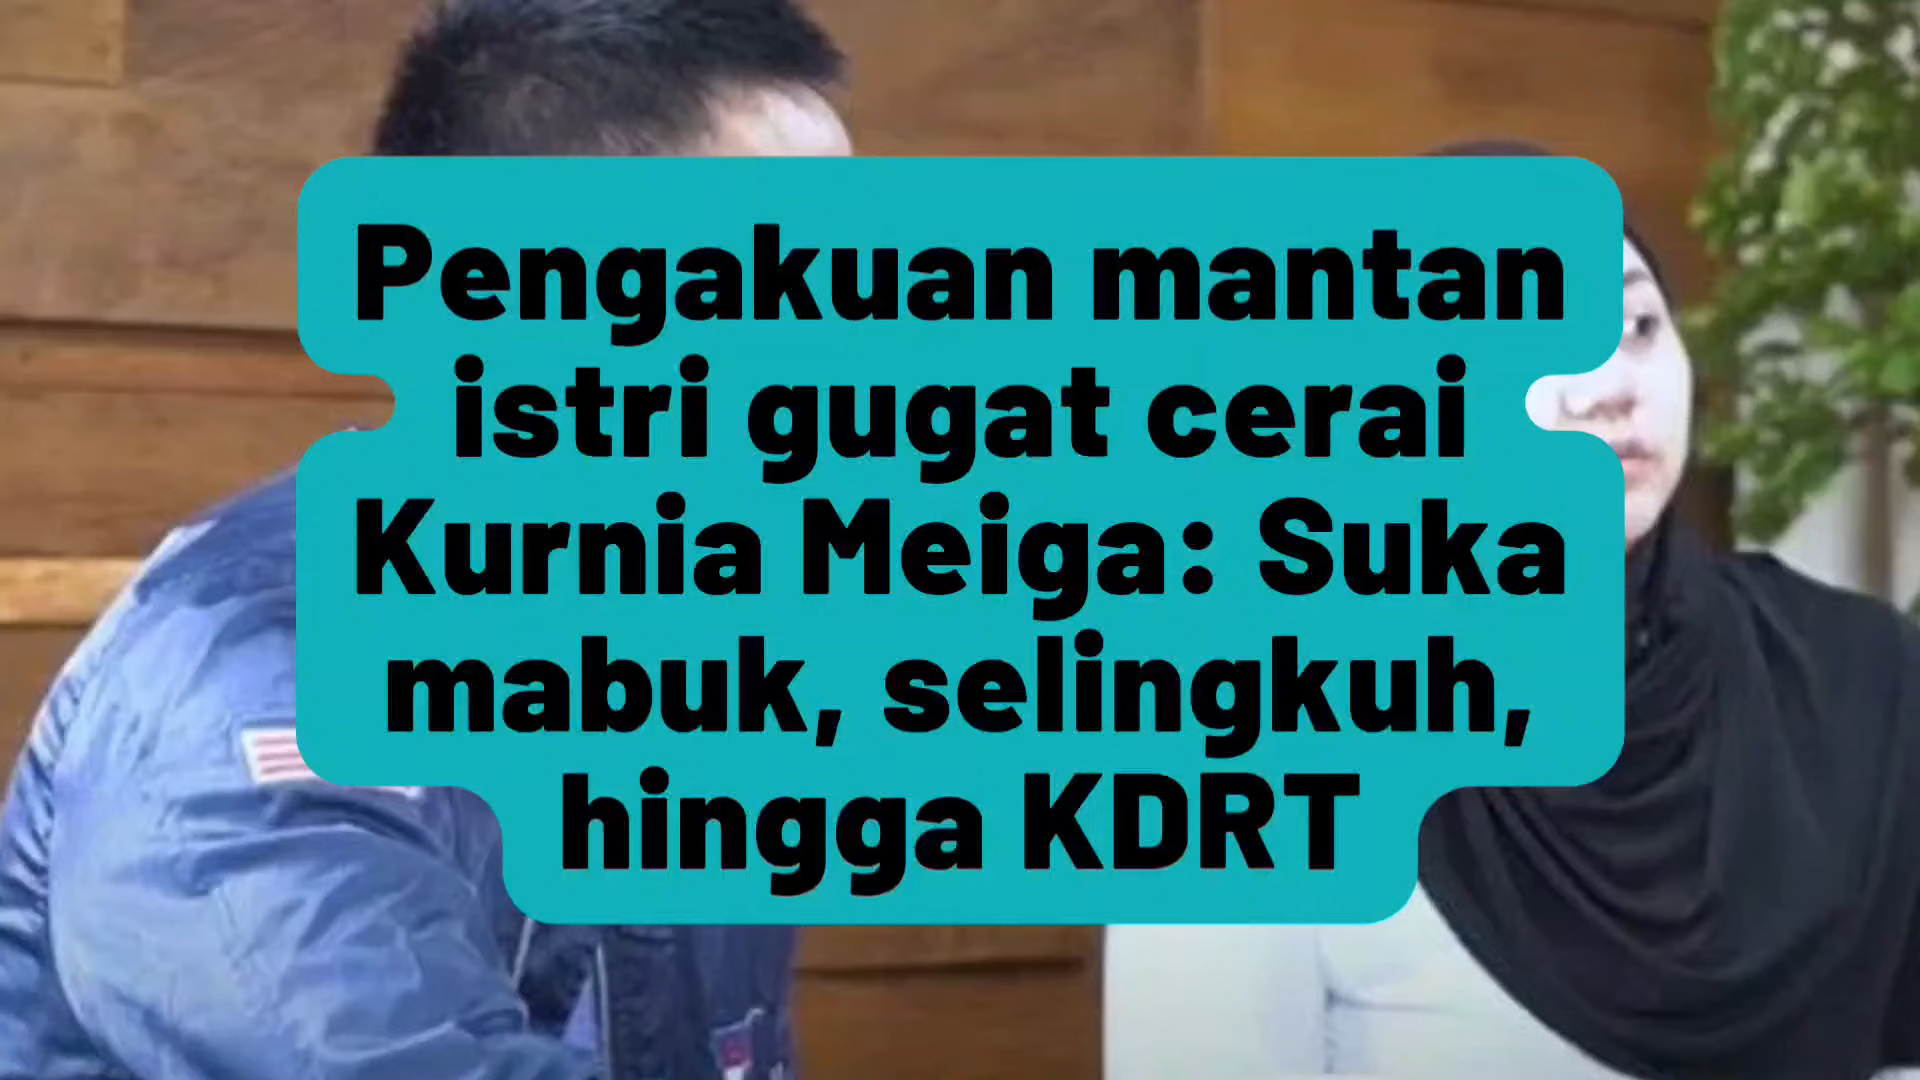 Pengakuan mantan
istri gugat cerai
Kurnia Meiga: Suka
mabuk, selingkuh,
hingga KDRT